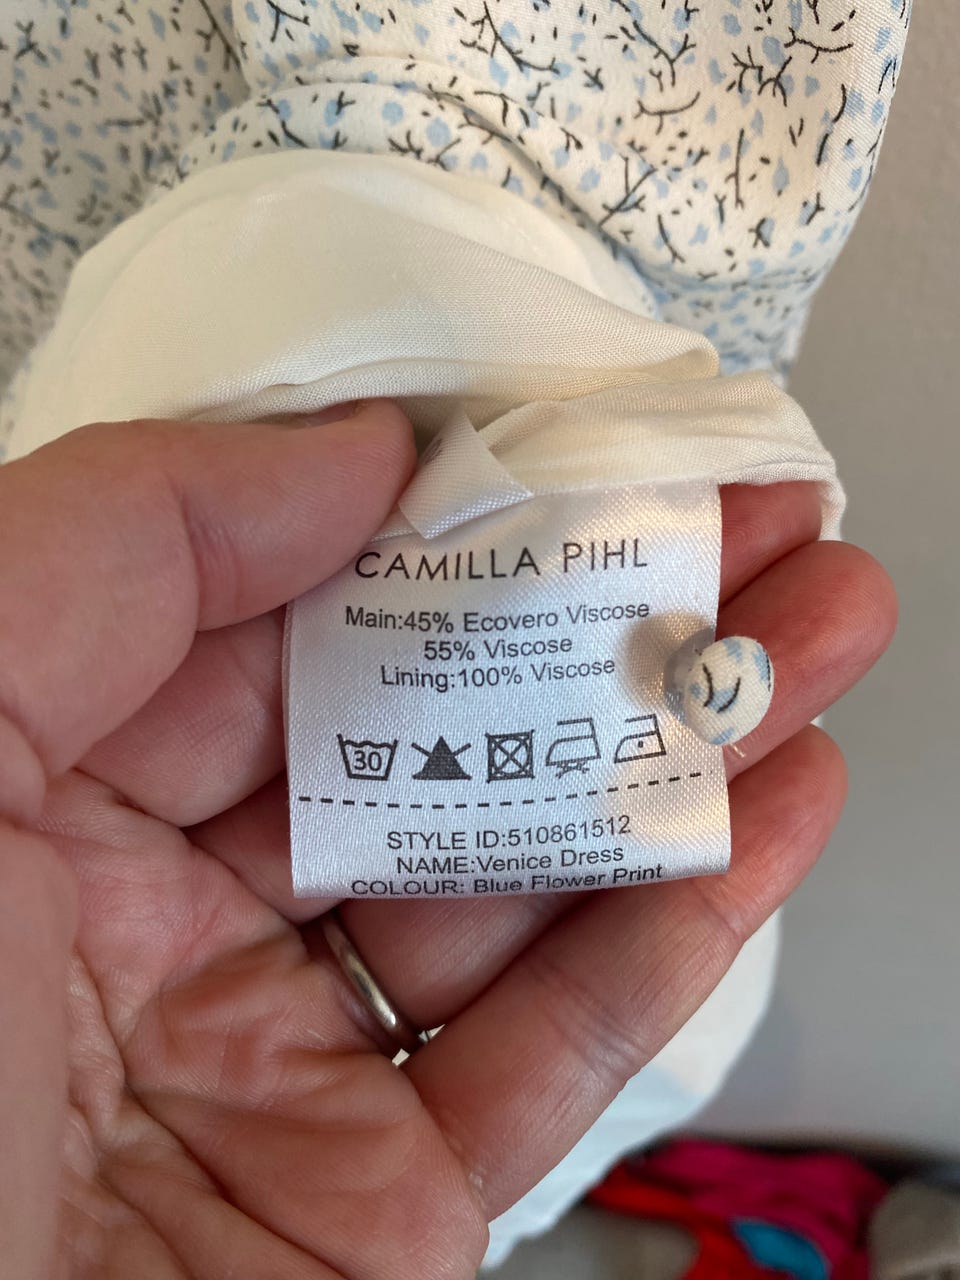 CAMILLA PIHL
Main:45% Ecovero Viscose
55% Viscose
Lining:100% Viscose
30
STYLE ID:510861512
NAME:Venice Dress
COLOUR: Blue Flower Print